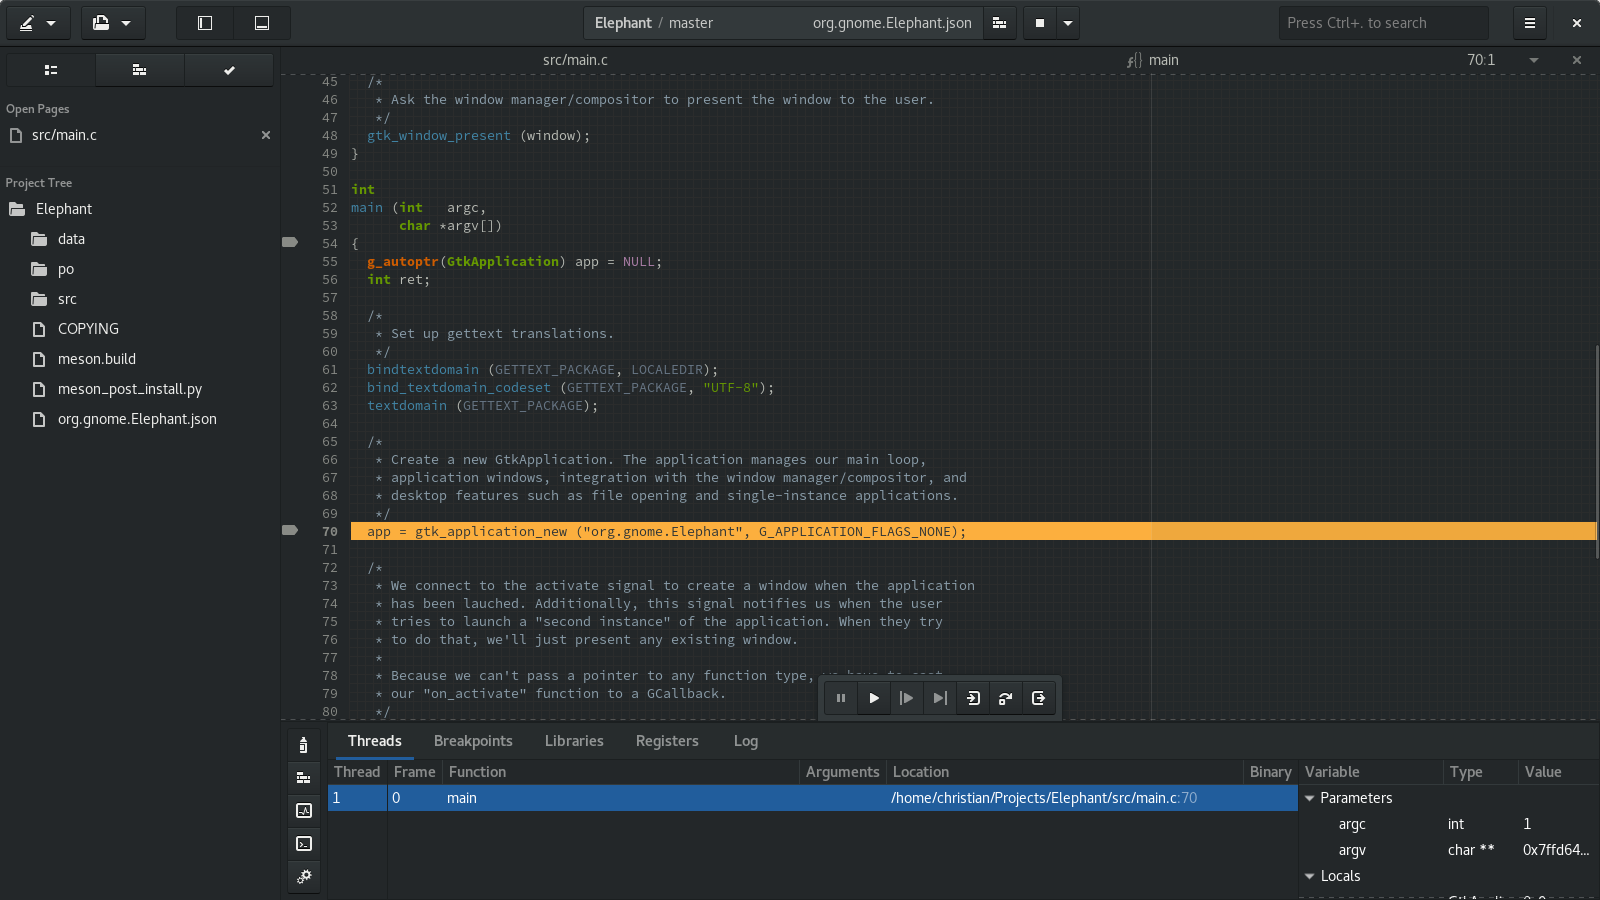 Elephant / master
org.gnome.Elephant.json
Press Ctrl+. to search
src/main.c
main
70:1
Open Pages
src/main.c
Project Tree
Elephant
data
po
src
COPYING
meson.build
meson_post_install.py
org.gnome.Elephant.json
45 /*
46 * Ask the window manager/compositor to present the window to the user.
47 */
48 gtk_window_present (window);
49 }
50
51 int
52 main (int   argc,
53 char *argv[])
54 {
55 g_autoptr(GtkApplication) app = NULL;
56 int ret;
57
58 /*
59 * Set up gettext translations.
60 */
61 bindtextdomain (GETTEXT_PACKAGE, LOCALEDIR);
62 bind_textdomain_codeset (GETTEXT_PACKAGE, "UTF-8");
63 textdomain (GETTEXT_PACKAGE);
64
65 /*
66 * Create a new GtkApplication. The application manages our main loop,
67 * application windows, integration with the window manager/compositor, and
68 * desktop features such as file opening and single-instance applications.
69 */
70 app = gtk_application_new ("org.gnome.Elephant", G_APPLICATION_FLAGS_NONE);
71
72 /*
73 * We connect to the activate signal to create a window when the application
74 * has been lauched. Additionally, this signal notifies us when the user
75 * tries to launch a "second instance" of the application. When they try
76 * to do that, we'll just present any existing window.
77 *
78 * Because we can't pass a pointer to any function type,
79 * our "on_activate" function to a GCallback.
80 */
Threads Breakpoints Libraries Registers Log
Thread Frame Function Arguments Location Binary
1 0 main /home/christian/Projects/Elephant/src/main.c:70
Variable Type Value
Parameters
argc int 1
argv char ** 0x7ffd64...
Locals